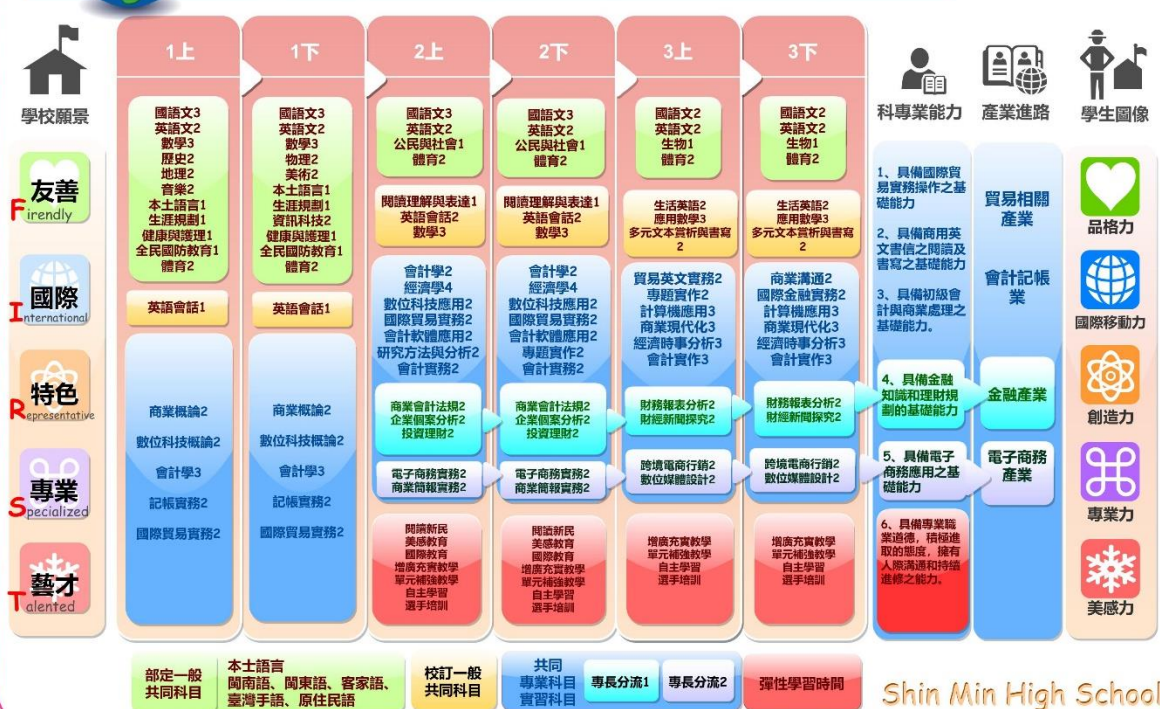 1上
1下
2上
2下
3上
3下
學校願景
科專業能力
產業進路
學生圖像
友善
Firendly
國際
International
特色
Representative
專業
Specialized
藝才
Talented
國語文3
英語文2
數學3
歷史2
地理2
音樂2
本土語言1
生涯規劃1
健康與護理1
全民國防教育1
體育2
英語會話1
商業概論2
數位科技概論2
會計學3
記帳實務2
國際貿易實務2
國語文3
英語文2
數學3
物理2
美術2
本土語言1
生涯規劃1
資訊科技2
健康與護理1
全民國防教育1
體育2
英語會話1
商業概論2
數位科技概論2
會計學3
記帳實務2
國際貿易實務2
國語文3
英語文2
公民與社會1
體育2
閱讀理解與表達1
英語會話2
數學3
會計學2
經濟學4
數位科技應用2
國際貿易實務2
會計軟體應用2
研究方法與分析2
會計實務2
商業會計法規2
企業個案分析2
投資理財2
電子商務實務2
商業簡報實務2
閱讀新民
美感教育
國際教育
增廣充實教學
單元補強教學
自主學習
選手培訓
國語文3
英語文2
公民與社會1
體育2
閱讀理解與表達1
英語會話2
數學3
會計學2
經濟學4
數位科技應用2
國際貿易實務2
會計軟體應用2
專題實作2
會計實務2
商業會計法規2
企業個案分析2
投資理財2
電子商務實務2
商業簡報實務2
閱讀新民
美感教育
國際教育
增廣充實教學
單元補強教學
自主學習
選手培訓
國語文2
英語文2
生物1
體育2
生活英語2
應用數學3
多元文本賞析與書寫
2
貿易英文實務2
專題實作2
計算機應用3
商業現代化3
經濟時事分析3
會計實作3
財務報表分析2
財經新聞探究2
跨境電商行銷2
數位媒體設計2
增廣充實教學
單元補強教學
自主學習
選手培訓
國語文2
英語文2
生物1
體育2
生活英語2
應用數學3
多元文本賞析與書寫
2
商業溝通2
國際金融實務2
計算機應用3
商業現代化3
經濟時事分析3
會計實作3
財務報表分析2
財經新聞探究2
跨境電商行銷2
數位媒體設計2
增廣充實教學
單元補強教學
自主學習
選手培訓
1、具備國際貿
易實務操作之基
礎能力
2、具備商用英
文書信之閱讀及
書寫之基礎能力
3、具備初級會
計與商業處理之
基礎能力。
4、具備金融
知識和理財規
劃的基礎能力
5、具備電子
商務應用之基
礎能力
6、具備專業職
業道德，積極進
取的態度，擁有
人際溝通和持續
進修之能力。
貿易相關
產業
會計記帳
業
金融產業
電子商務
產業
品格力
國際移動力
創造力
專業力
美感力
部定一般
共同科目
本土語言
閩南語、閩東語、客家語、
臺灣手語、原住民語
校訂一般
共同科目
共同
專業科目
實習科目
專長分流1
專長分流2
彈性學習時間
Shin Min High School